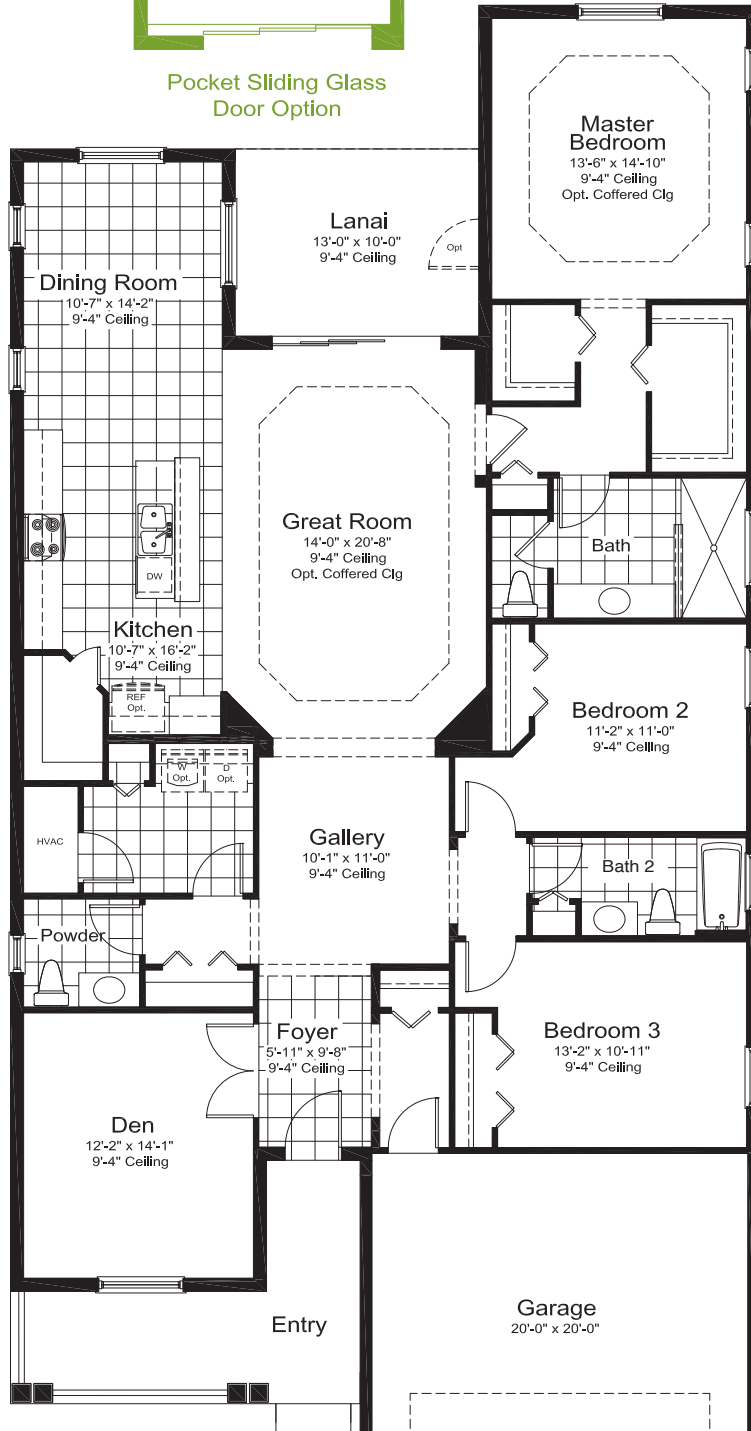 Pocket Sliding Glass
Door Option
Master
Bedroom
13'-6" x 14'-10"
9'-4" Ceiling
Opt. Coffered Clg
Lanai
13'-0" x 10'-0"
9'-4" Ceiling
Opt
Dining Room
10'-7" x 14'-2"
9'-4" Ceiling
Great Room
14'-0" x 20'-8"
9'-4" Ceiling
Opt. Coffered Clg
Bath
DW
Kitchen
10'-7" x 16'-2"
9'-4" Ceiling
REF
Opt.
Bedroom 2
11'-2" x 11'-0"
9'-4" Ceiling
W
Opt.
D
Opt.
HVAC
Gallery
10'-1" x 11'-0"
9'-4" Ceiling
Bath 2
Powder
Foyer
5'-11" x 9'-8"
9'-4" Ceiling
Bedroom 3
13'-2" x 10'-11"
9'-4" Ceiling
Den
12'-2" x 14'-1"
9'-4" Ceiling
Entry
Garage
20'-0" x 20'-0"